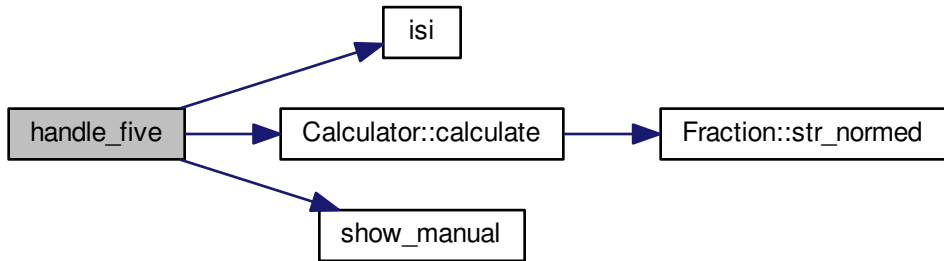 isi
handle_five
Calculator::calculate
Fraction::str_normed
show_manual